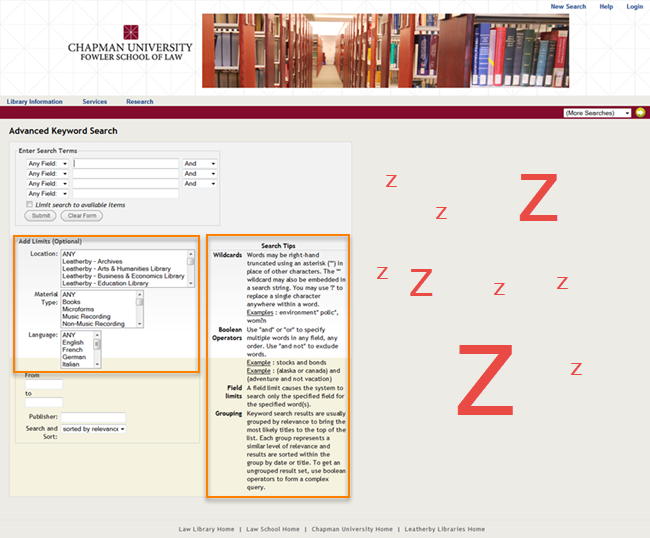 New Search Help Login
CHAPMAN UNIVERSITY
FOWLER SCHOOL OF LAW
Library Information Services Research
(More Searches)
Advanced Keyword Search
Enter Search Terms
Any Field: And
Any Field: And
Any Field: And
Any Field:
Limit search to available items
Submit Clear Form
Add Limits (Optional)
Location: ANY
Leatherby - Archives
Leatherby - Arts & Humanities Library
Leatherby - Business & Economics Library
Leatherby - Education Library
Material Type: ANY
Books
Microforms
Music Recording
Non-Music Recording
Language: ANY
English
French
German
Italian
From
to
Publisher:
Search and Sort: sorted by relevance
Search Tips
Wildcards Words may be right-hand
truncated using an asterisk ("*") in
place of other characters. The "*"
wildcard may also be embedded in
a search string. You may use '?' to
replace a single character
anywhere within a word.
Examples : environment* polic*,
wom?n
Boolean Use "and" or "or" to specify
Operators multiple words in any field, any
order. Use "and not" to exclude
words.
Example : stocks and bonds
Example : (alaska or canada) and
(adventure and not vacation)
Field A field limit causes the system to
limits search only the specified field for
the specified word(s).
Grouping Keyword search results are usually
grouped by relevance to bring the
most likely titles to the top of the
list. Each group represents a
similar level of relevance and
results are sorted within the
group by date or title. To get an
ungrouped result set, use boolean
operators to form a complex
query.
z
z
Z
z
Z
z
z
Z
z
Law Library Home | Law School Home | Chapman University Home | Leatherby Libraries Home